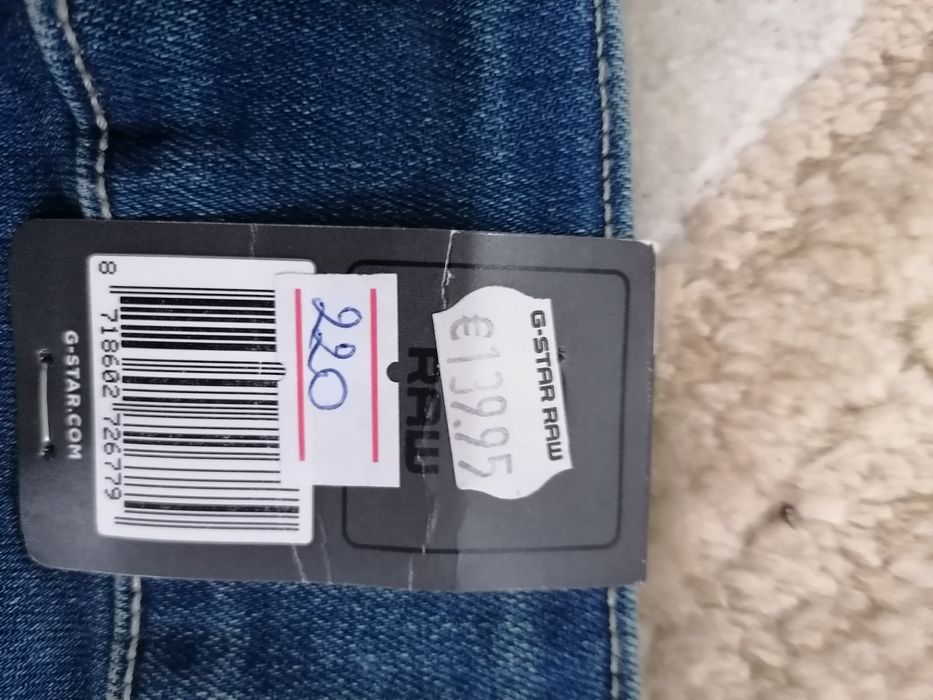 G-STAR RAW
€139.95
RAW
220
8 718602 726779
G-STAR.COM